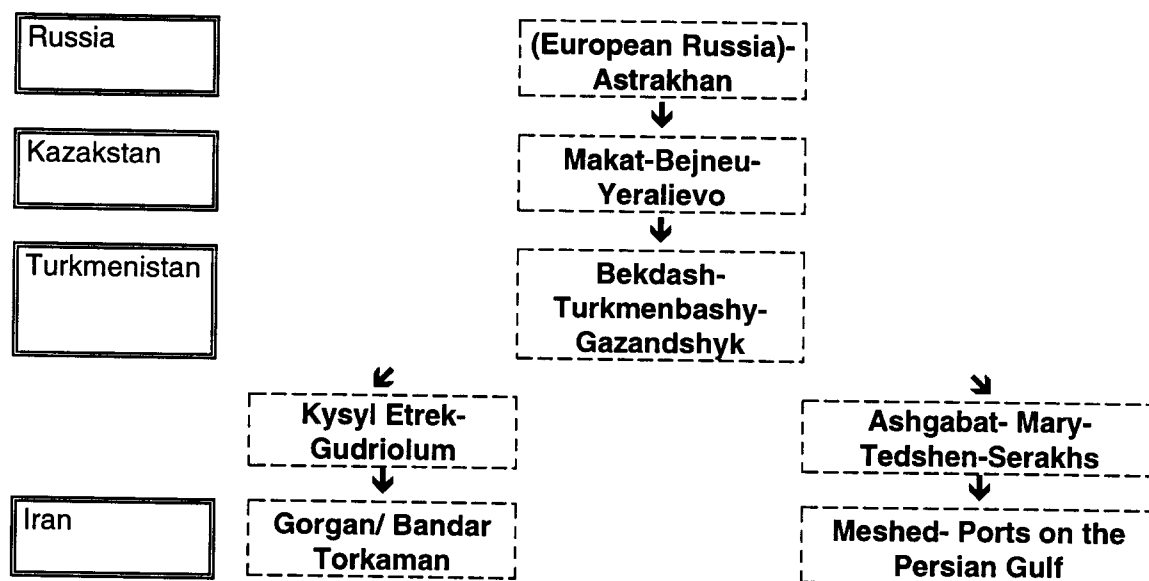 Russia
(European Russia)-
Astrakhan
Kazakstan
Makat-Bejneu-
Yeralievo
Turkmenistan
Bekdash-
Turkmenbashy-
Gazandshyk
Kysyl Etrek-
Gudriolum
Ashgabat- Mary-
Tedshen-Serakhs
Iran
Gorgan/ Bandar
Torkaman
Meshed- Ports on the
Persian Gulf